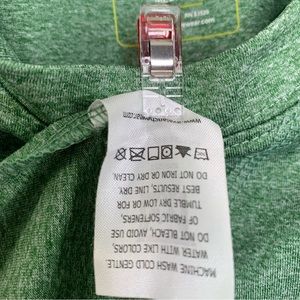 MACHINE WASH COLD GENTLE.
WATER WITH LIKE COLORS,
DO NOT BLEACH, AVOID USE
OF FABRIC SOFTENERS,
TUMBLE DRY LOW OR FOR
BEST RESUTS, LINE DRY.
DO NOT IRON OR DRY CLEAN.